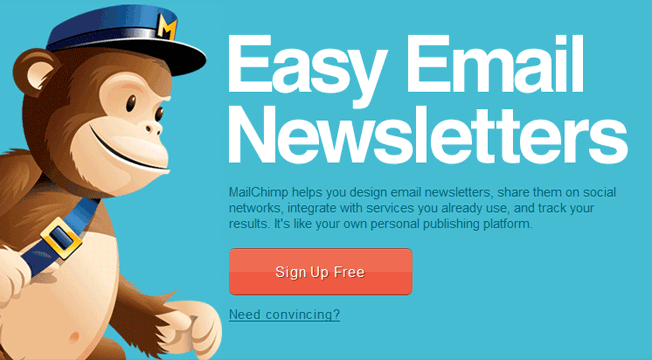 M
Easy Email
Newsletters
MailChimp helps you design email newsletters, share them on social
networks, integrate with services you already use, and track your
results. It's like your own personal publishing platform.
Sign Up Free
Need convincing?